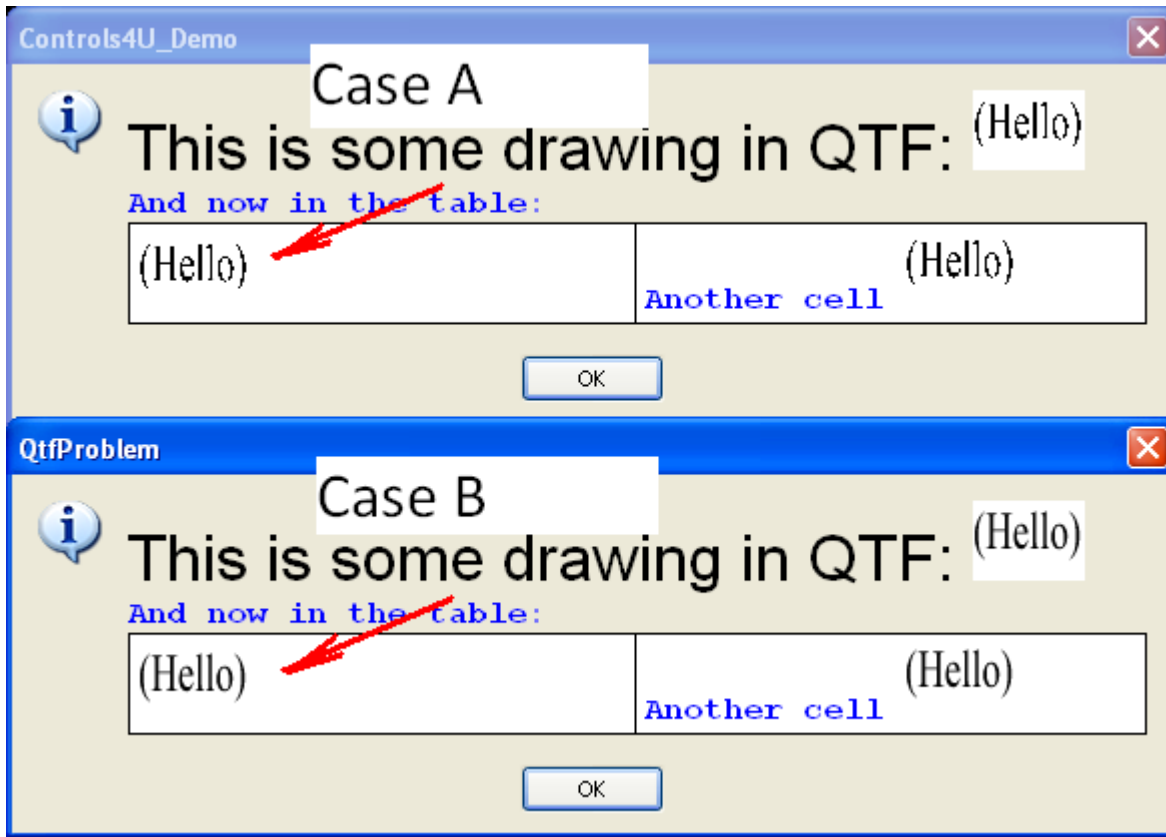 Controls4U_Demo
Case A
This is some drawing in QTF: (Hello)
And now in the table:
(Hello)
(Hello)
Another cell
OK
QtfProblem
Case B
This is some drawing in QTF: (Hello)
And now in the table:
(Hello)
(Hello)
Another cell
OK